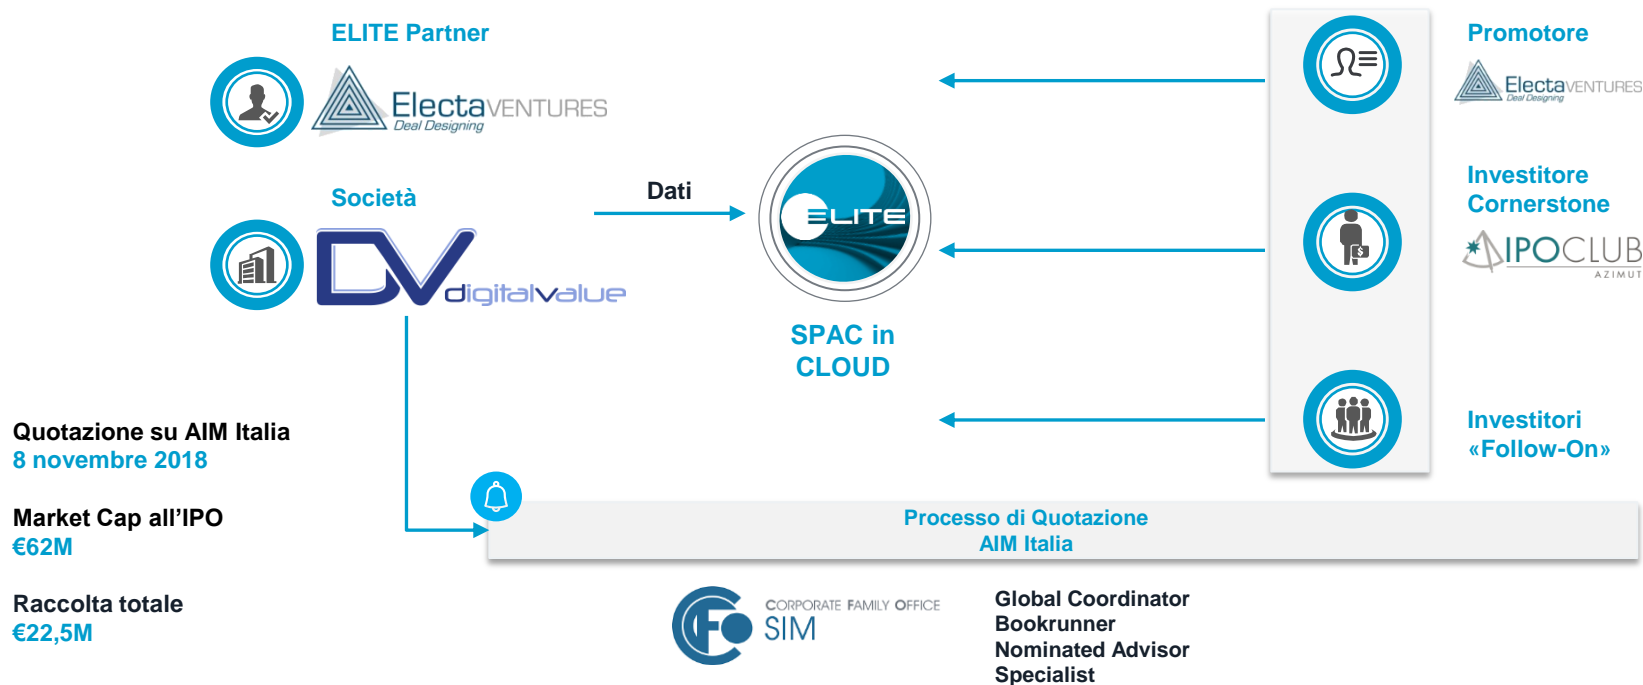 ELITE Partner
ElectaVENTURES
Deal Designing
Società
DV
digitalvalue
Dati
ELITE
SPAC in
CLOUD
Promotore
ElectaVENTURES
Deal Designing
Investitore
Cornerstone
$
IPOCLUB
AZIMUT
Investitori
«Follow-On»
Quotazione su AIM Italia
8 novembre 2018
Market Cap all’IPO
€62M
Raccolta totale
€22,5M
Processo di Quotazione
AIM Italia
CFO
CORPORATE FAMILY OFFICE
SIM
Global Coordinator
Bookrunner
Nominated Advisor
Specialist